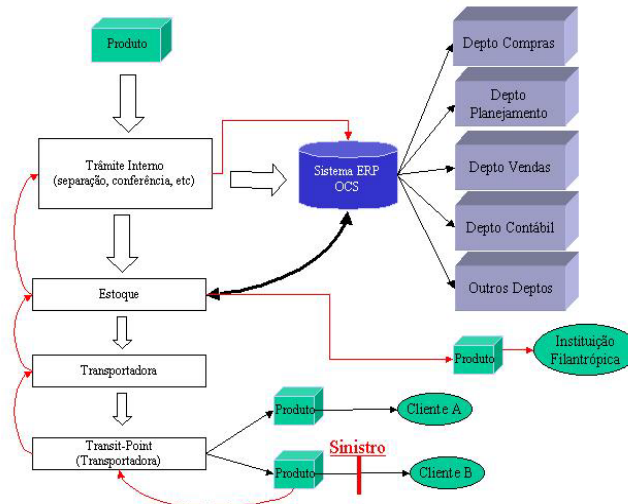 Produto
Depto Compras
Depto
Planejamento
Trâmite Interno
(separação, conferência, etc)
Sistema ERP
OCS
Depto Vendas
Depto Contábil
Estoque
Outros Deptos
Produto
Instituição
Filantrópica
Transportadora
Produto
Cliente A
Transit-Point
(Transportadora)
Sinistro
Produto
Cliente B